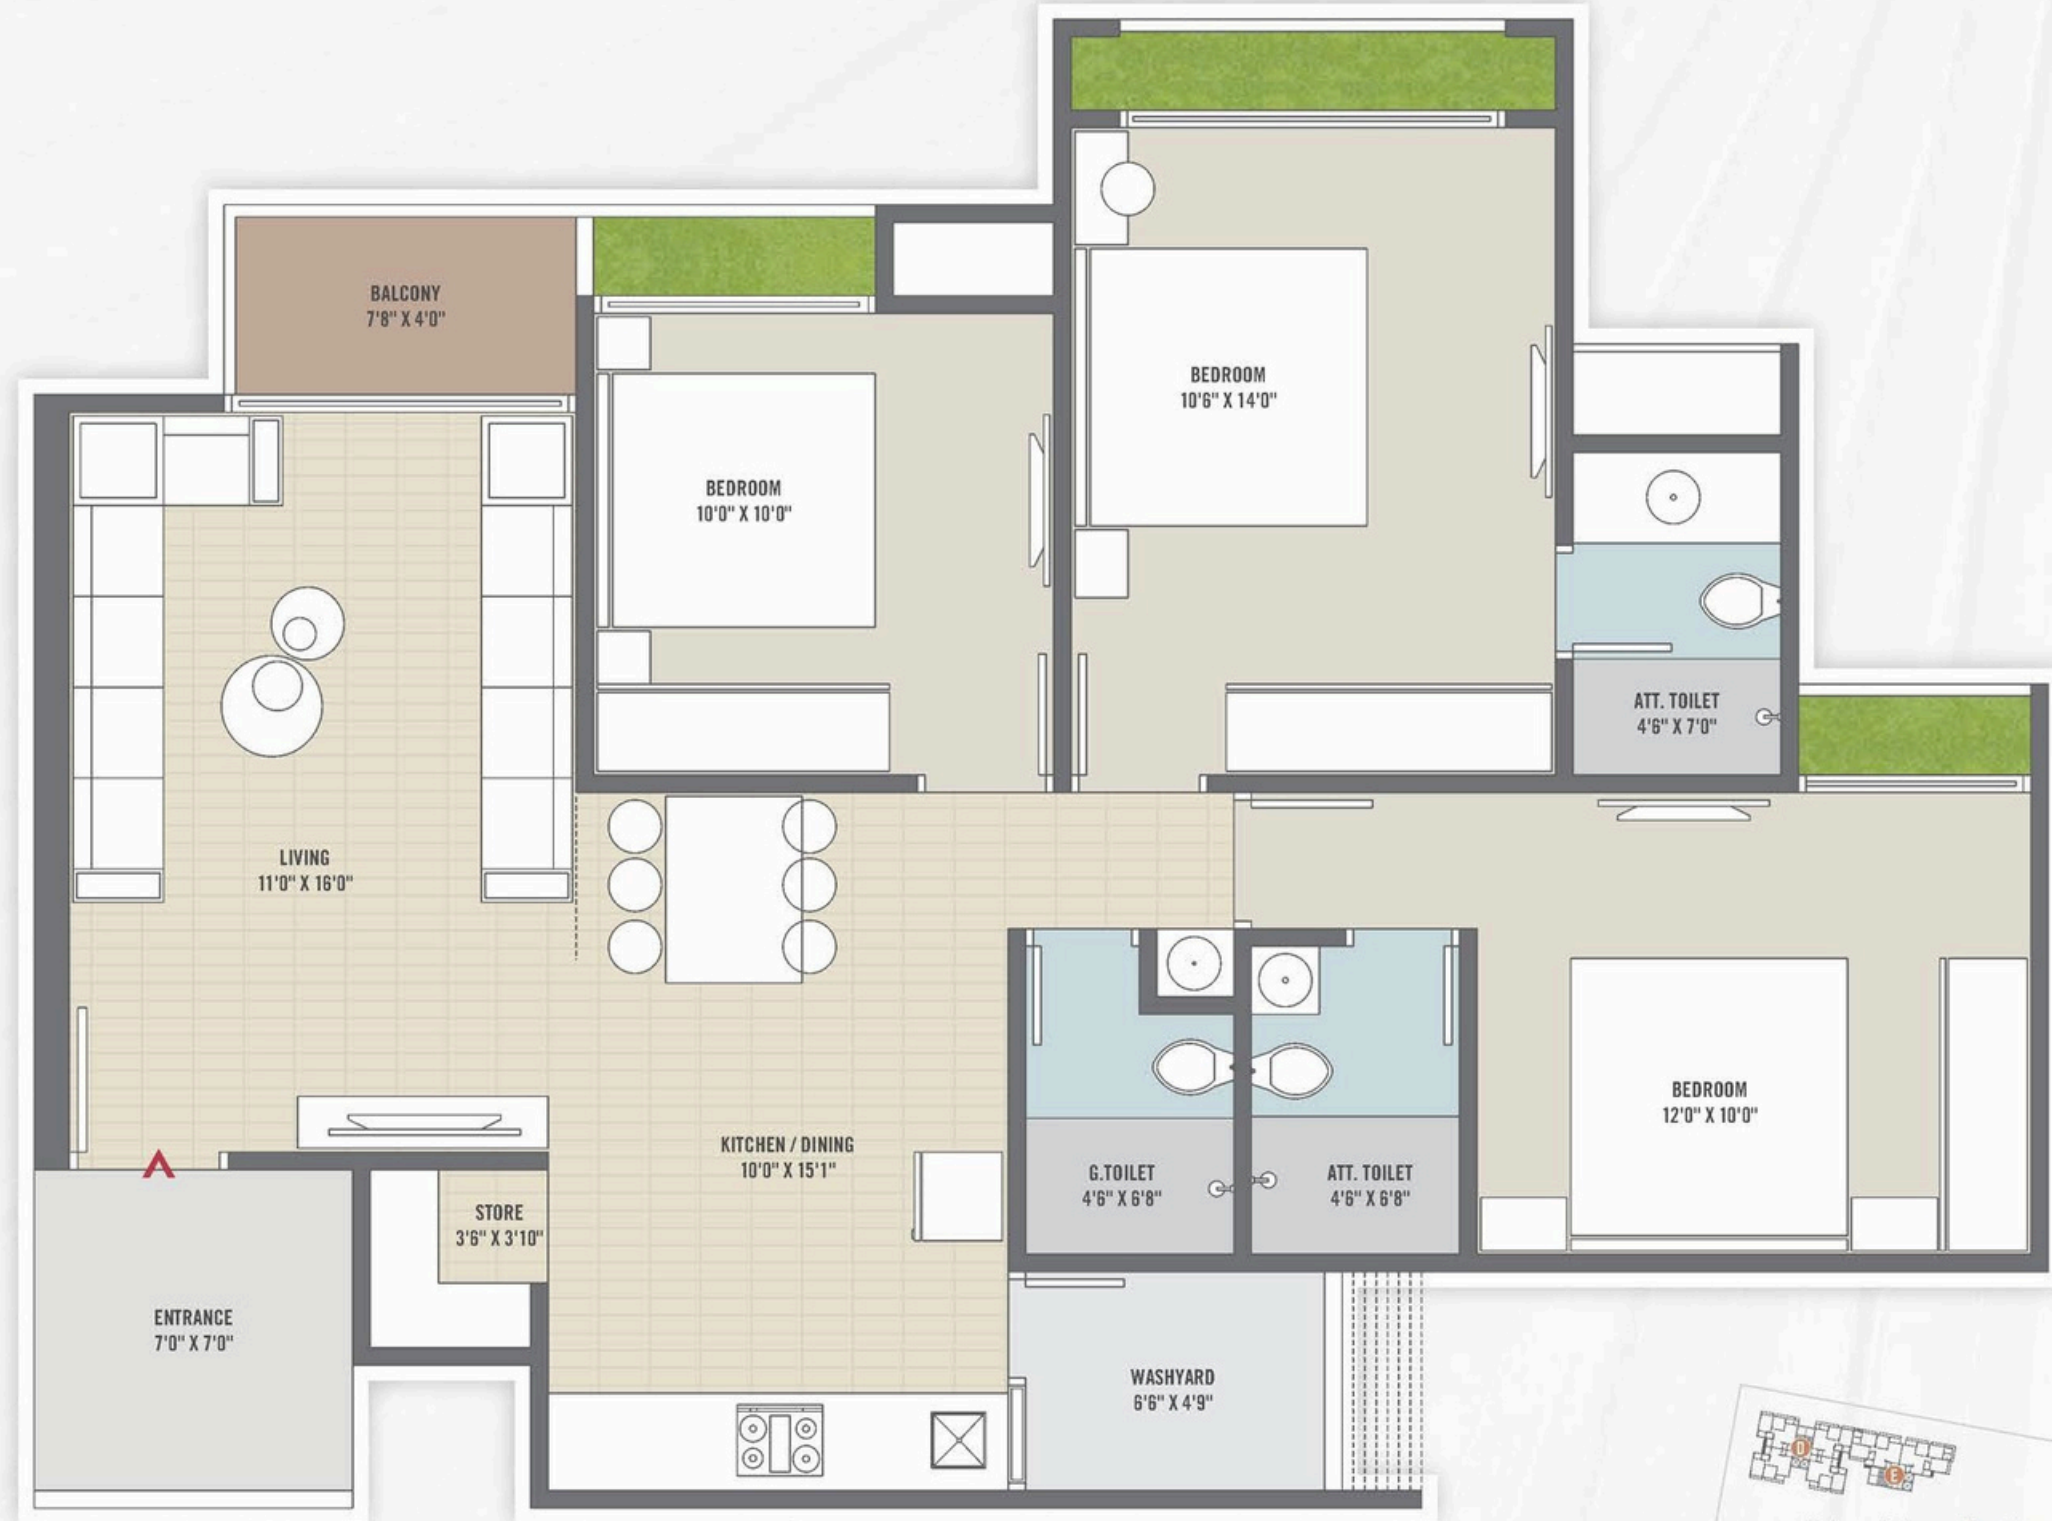 BALCONY
7'8" X 4'0"
BEDROOM
10'6" X 14'0"
BEDROOM
10'0" X 10'0"
ATT. TOILET
4'6" X 7'0"
LIVING
11'0" X 16'0"
BEDROOM
12'0" X 10'0"
KITCHEN / DINING
10'0" X 15'1"
G.TOILET
4'6" X 6'8"
ATT. TOILET
4'6" X 6'8"
STORE
3'6" X 3'10"
ENTRANCE
7'0" X 7'0"
WASHYARD
6'6" X 4'9"
D
E